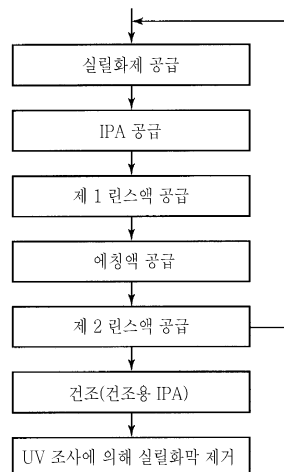 실릴화제 공급
IPA 공급
제 1 린스액 공급
에칭액 공급
제 2 린스액 공급
건조(건조용 IPA)
UV 조사에 의해 실릴화막 제거